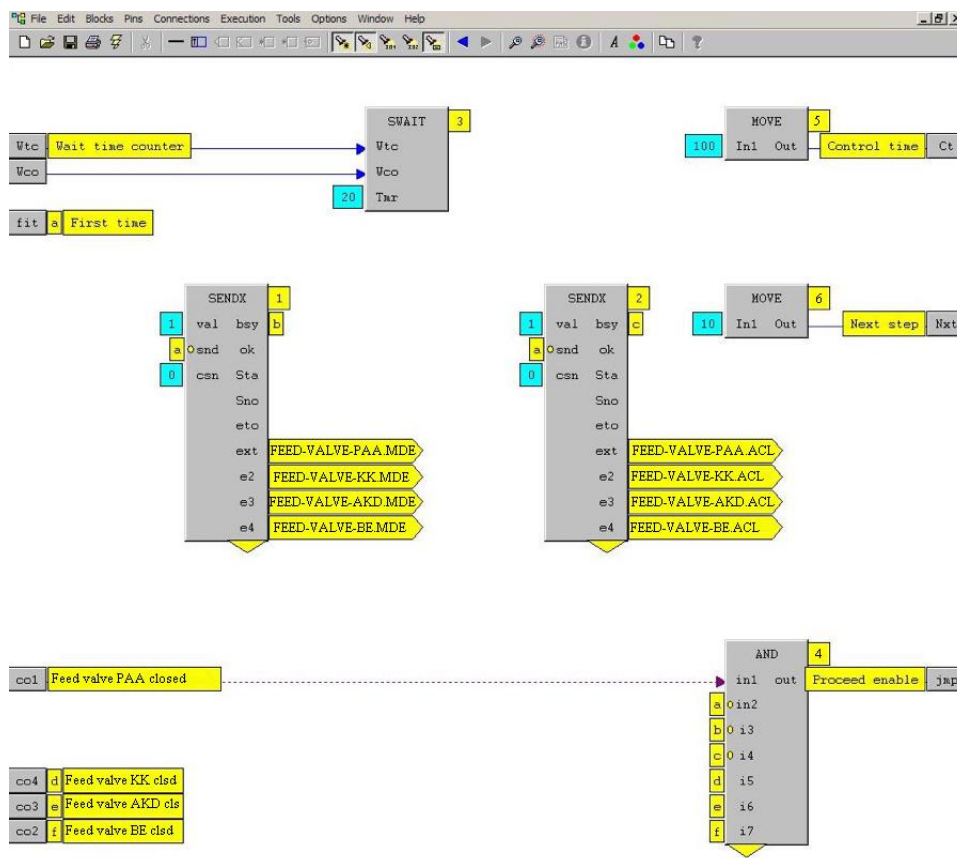 File Edit Blocks Pins Connections Execution Tools Options Window Help
SWAIT 3
MOVE 5
Wtc Wait time counter Wtc
100 In1 Out Control time Ct
Wco Wco
20 Tmr
fit a First time
SENDX 1
SENDX 2
MOVE 6
1 val bsy b
1 val bsy c
10 In1 Out Next step Nxt
a snd ok
a snd ok
0 csn Sta
0 csn Sta
Sno
Sno
eto
eto
ext FEED-VALVE-PAA.MDE
ext FEED-VALVE-PAA.ACL
e2 FEED-VALVE-KK.MDE
e2 FEED-VALVE-KK.ACL
e3 FEED-VALVE-AKD.MDE
e3 FEED-VALVE-AKD.ACL
e4 FEED-VALVE-BE.MDE
e4 FEED-VALVE-BE.ACL
AND 4
co1 Feed valve PAA closed
in1 out Proceed enable jmp
a in2
b i3
c i4
co4 d Feed valve KK clsd
d i5
co3 e Feed valve AKD cls
e i6
co2 f Feed valve BE clsd
f i7